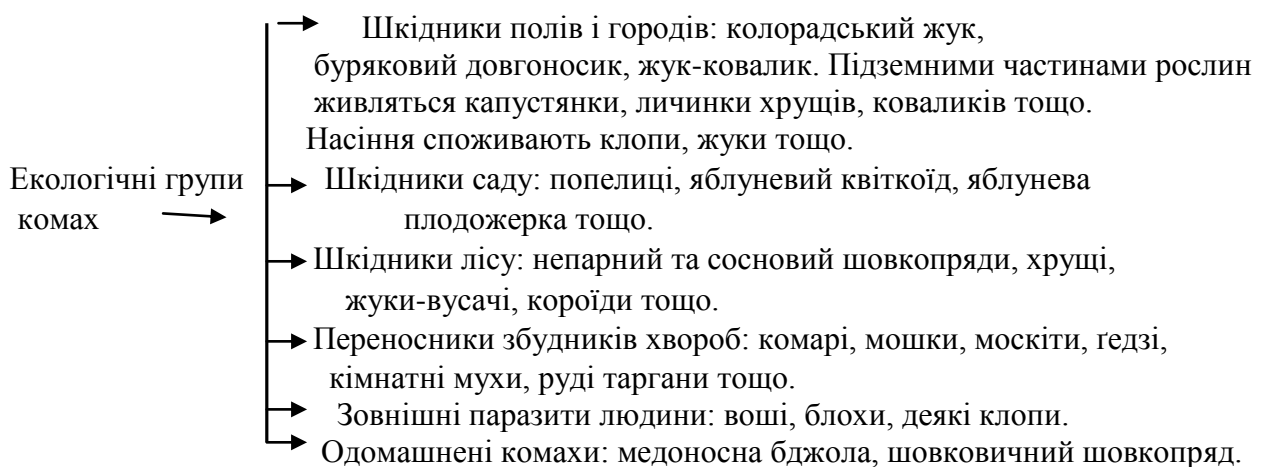 Шкідники полів і городів: колорадський жук,
буряковий довгоносик, жук-ковалик. Підземними частинами рослин
живляться капустянки, личинки хрущів, коваликів тощо.
Насіння споживають клопи, жуки тощо.
Екологічні групи
комах
Шкідники саду: попелиці, яблуневий квіткоїд, яблунева
плодожерка тощо.
Шкідники лісу: непарний та сосновий шовкопряди, хрущі,
жуки-вусачі, короїди тощо.
Переносники збудників хвороб: комарі, мошки, москіти, ґедзі,
кімнатні мухи, руді таргани тощо.
Зовнішні паразити людини: воші, блохи, деякі клопи.
Одомашнені комахи: медоносна бджола, шовковичний шовкопряд.